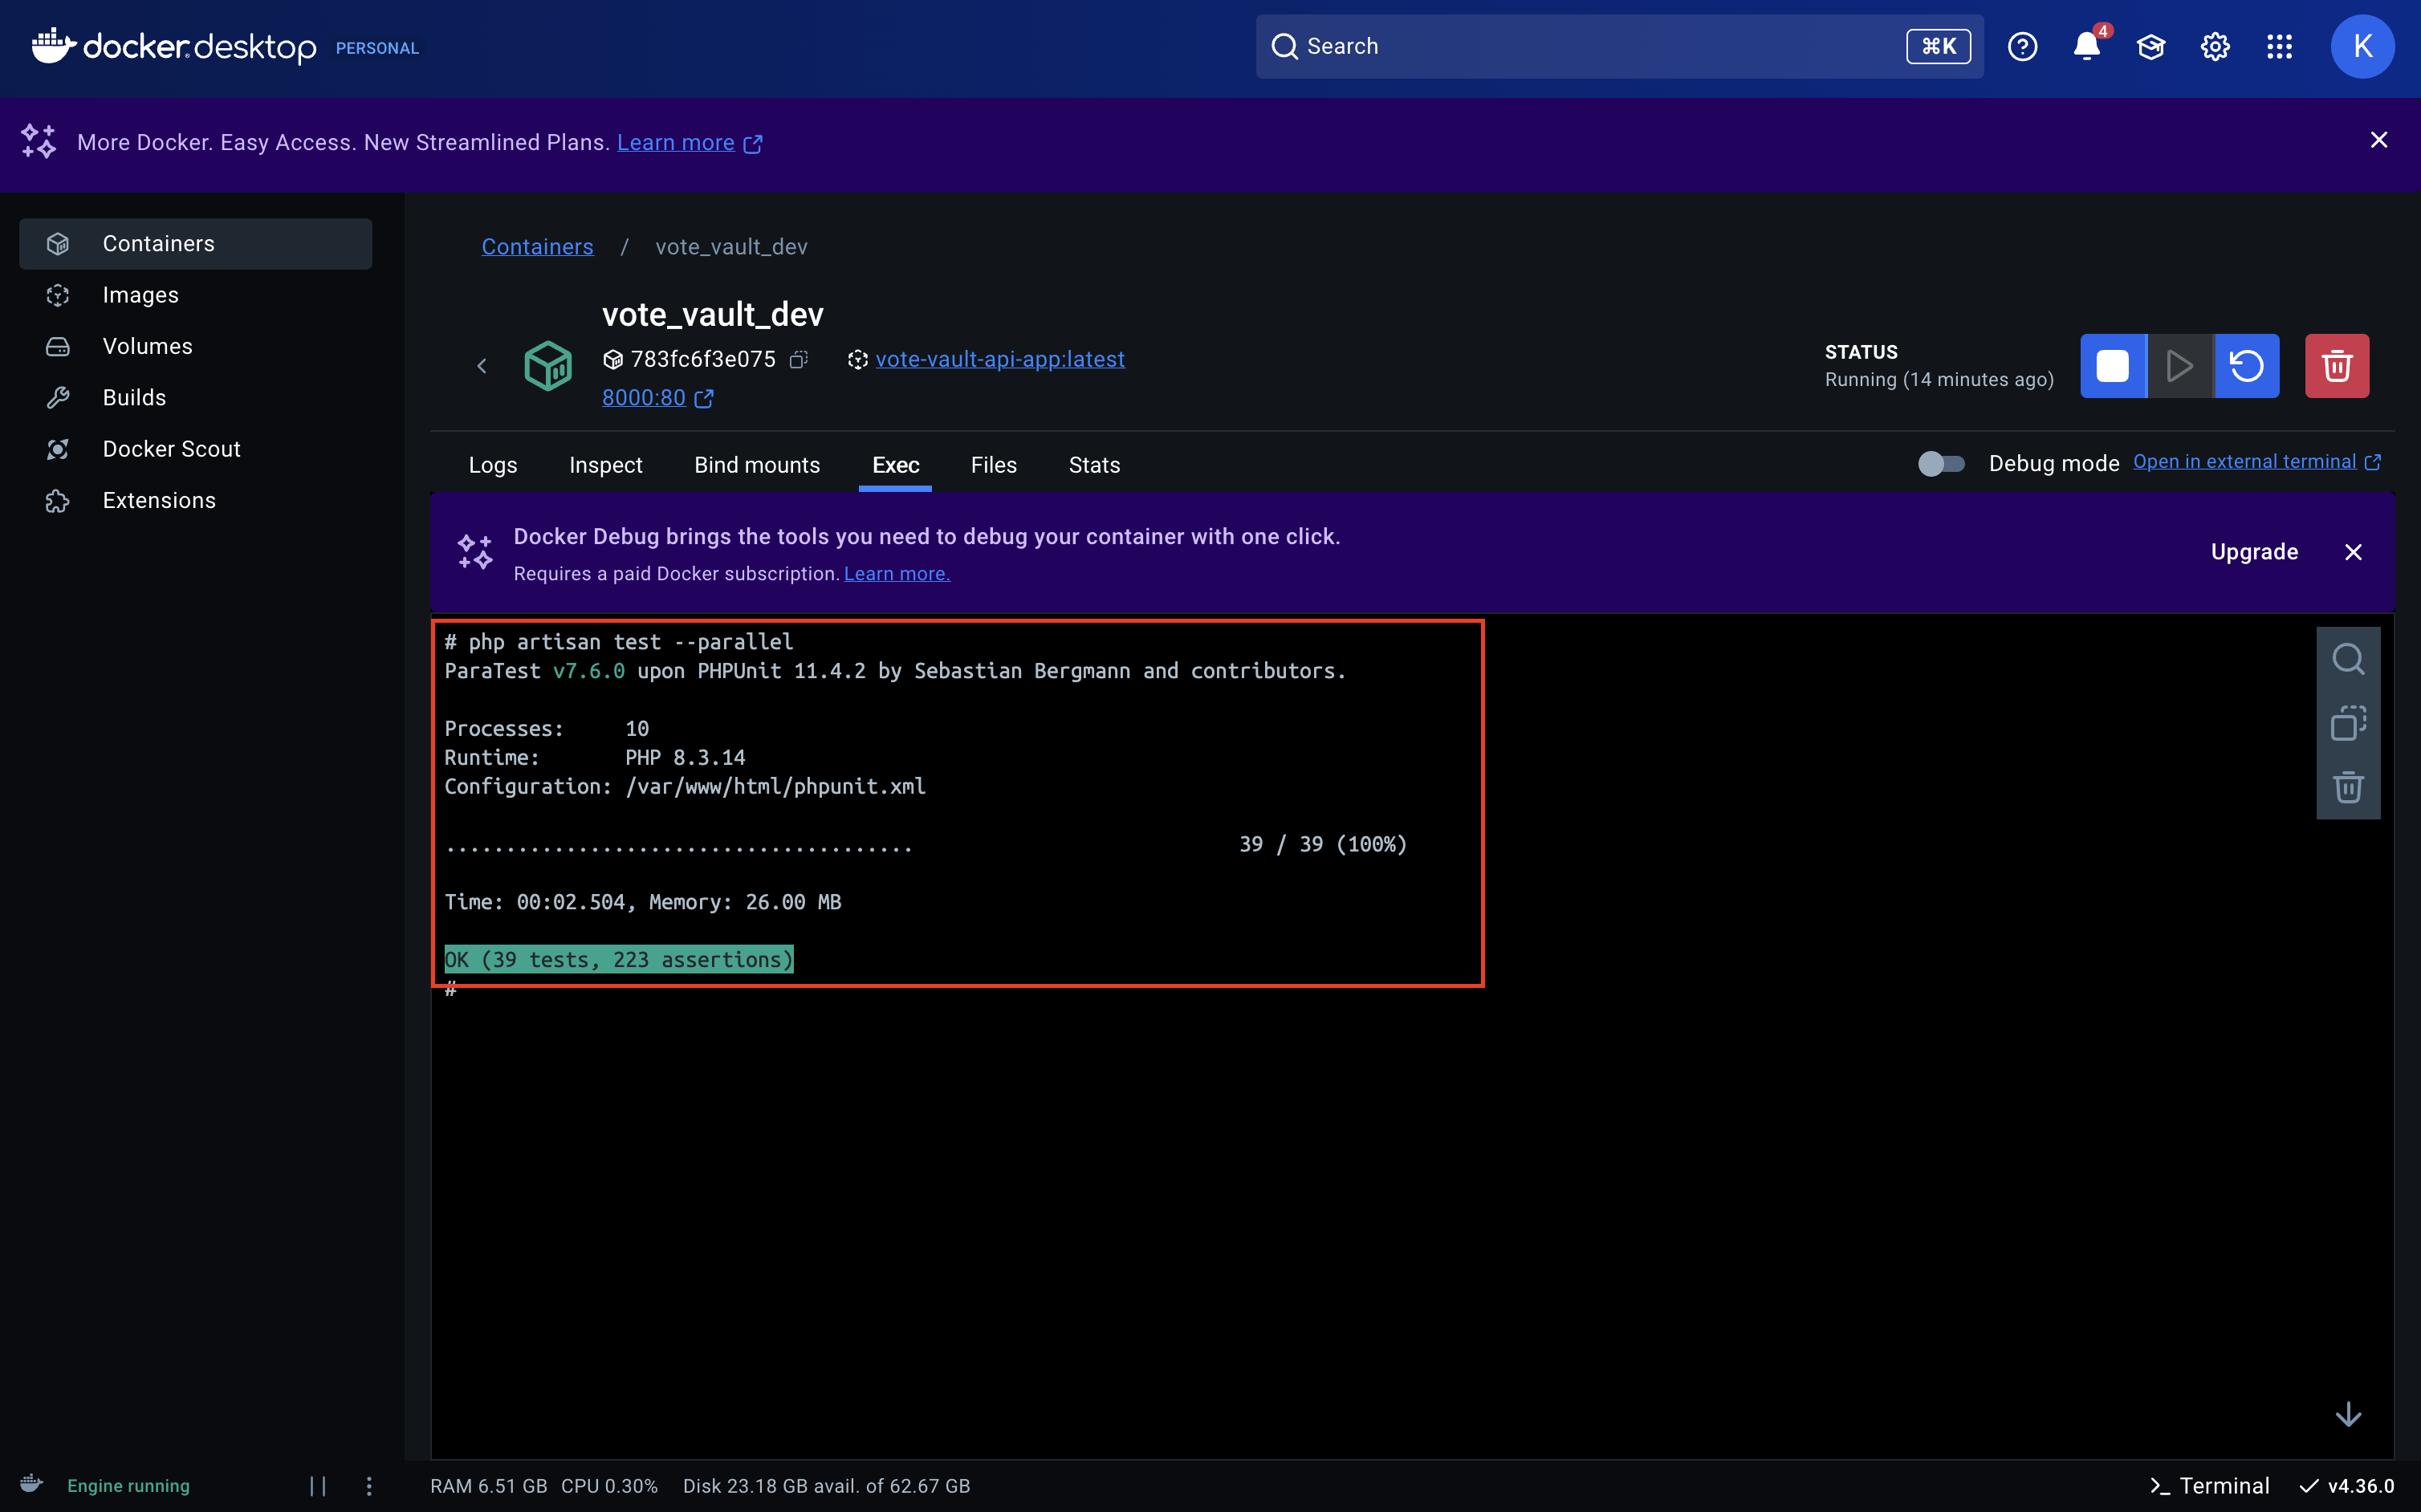 docker desktop PERSONAL
Search
⌘K
4
K
More Docker. Easy Access. New Streamlined Plans. Learn more
Containers
Images
Volumes
Builds
Docker Scout
Extensions
Containers / vote_vault_dev
vote_vault_dev
783fc6f3e075 vote-vault-api-app:latest
8000:80
STATUS
Running (14 minutes ago)
Logs Inspect Bind mounts Exec Files Stats
Debug mode Open in external terminal
Docker Debug brings the tools you need to debug your container with one click.
Requires a paid Docker subscription. Learn more.
Upgrade
# php artisan test --parallel
ParaTest v7.6.0 upon PHPUnit 11.4.2 by Sebastian Bergmann and contributors.
Processes: 10
Runtime: PHP 8.3.14
Configuration: /var/www/html/phpunit.xml
....................................... 39 / 39 (100%)
Time: 00:02.504, Memory: 26.00 MB
OK (39 tests, 223 assertions)
#
Engine running
RAM 6.51 GB CPU 0.30% Disk 23.18 GB avail. of 62.67 GB
Terminal
v4.36.0